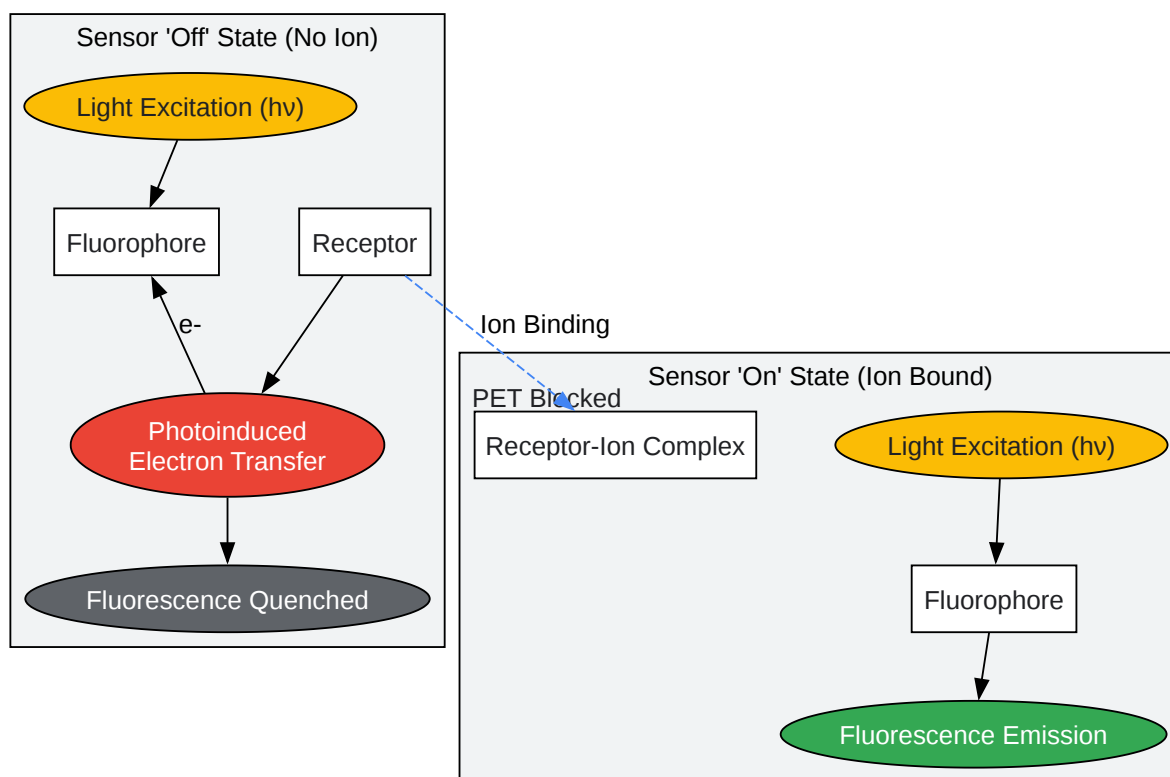 Sensor 'Off' State (No Ion)
Light Excitation (hν)
Fluorophore
Receptor
e-
Photoinduced
Electron Transfer
Fluorescence Quenched
Ion Binding
Sensor 'On' State (Ion Bound)
PET Blocked
Receptor-Ion Complex
Light Excitation (hν)
Fluorophore
Fluorescence Emission